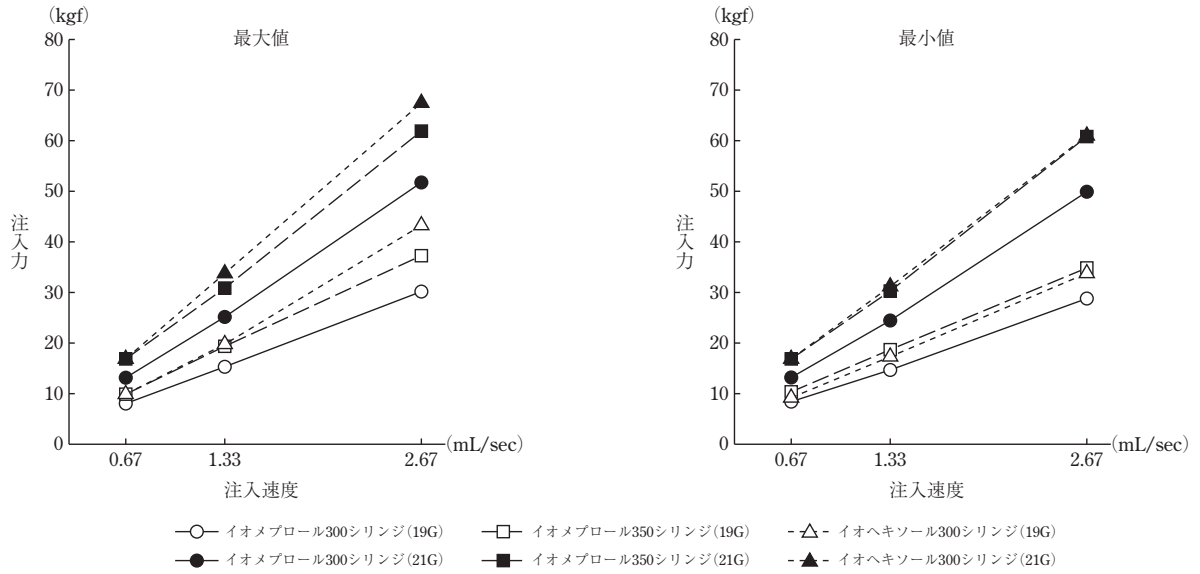 (kgf)
最大値
80
70
60
50
40
30
20
10
0
注入力
0.67
1.33
2.67
(mL/sec)
注入速度
(kgf)
最小値
80
70
60
50
40
30
20
10
0
注入力
0.67
1.33
2.67
(mL/sec)
注入速度
イオメプロール300シリンジ(19G)
イオメプロール350シリンジ(19G)
イオヘキソール300シリンジ(19G)
イオメプロール300シリンジ(21G)
イオメプロール350シリンジ(21G)
イオヘキソール300シリンジ(21G)